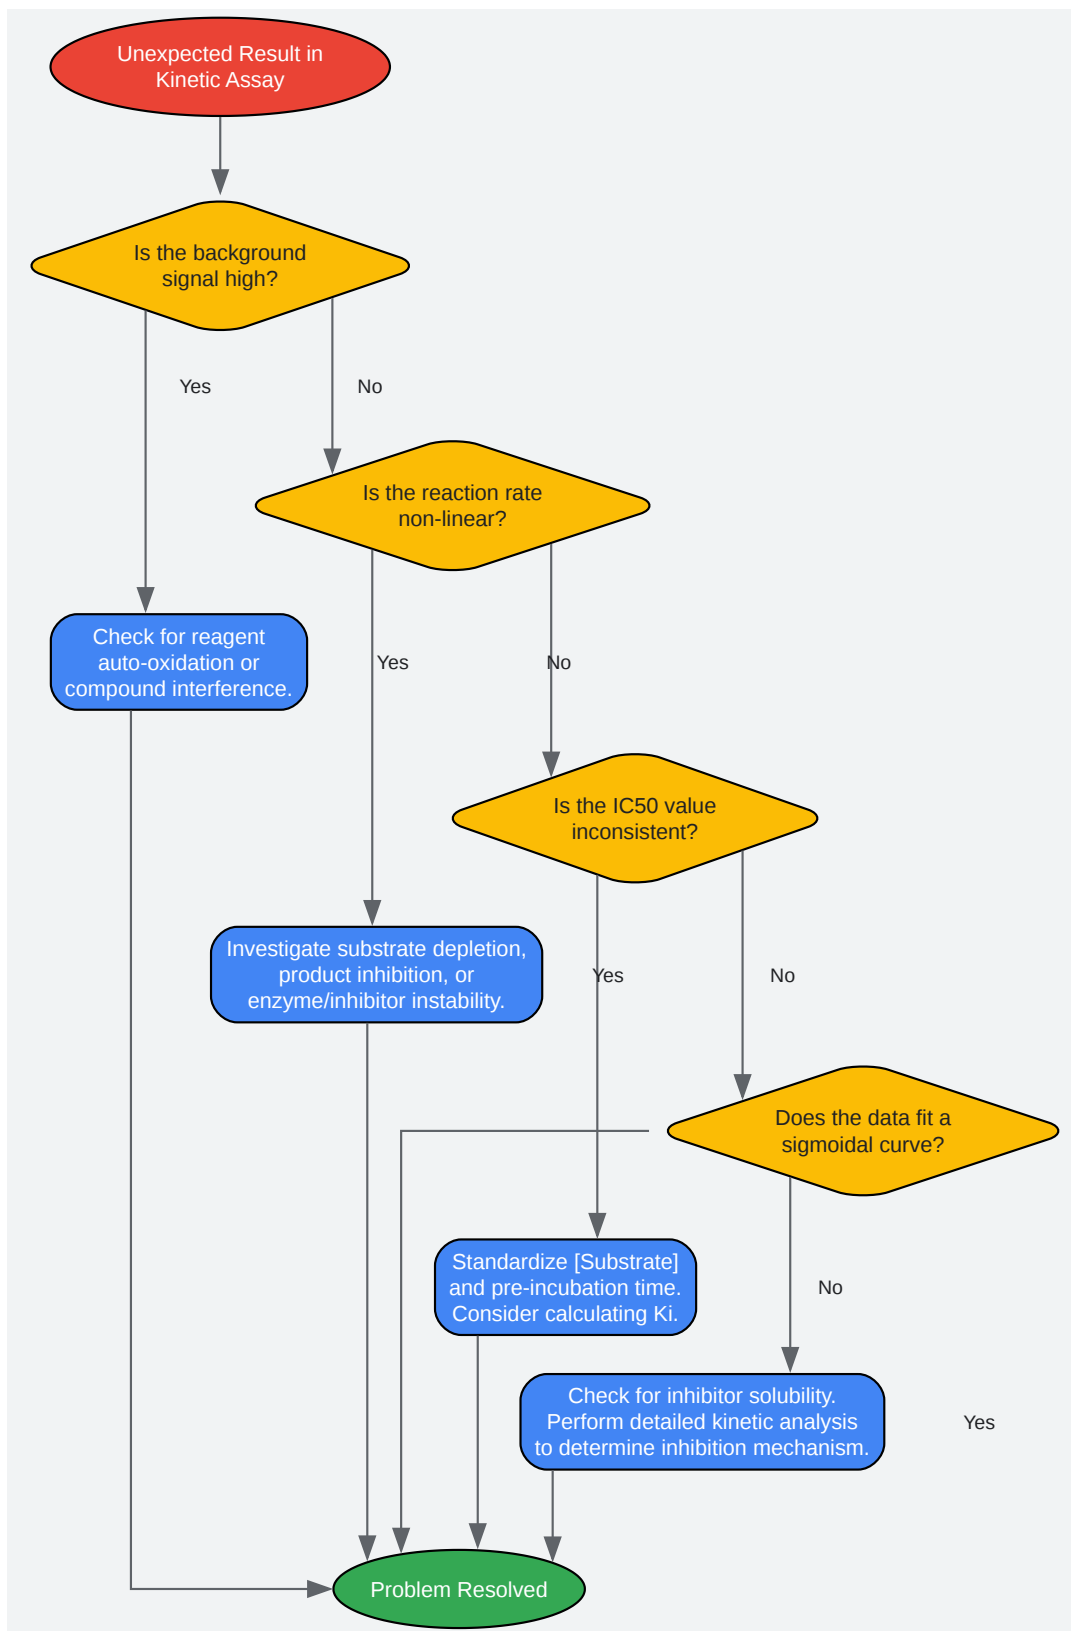 Unexpected Result in
Kinetic Assay
Is the background
signal high?
Yes
No
Is the reaction rate
non-linear?
Check for reagent
auto-oxidation or
compound interference.
Yes
No
Is the IC50 value
inconsistent?
Investigate substrate depletion,
product inhibition, or
enzyme/inhibitor instability.
Yes
No
Does the data fit a
sigmoidal curve?
Standardize [Substrate]
and pre-incubation time.
Consider calculating Ki.
No
Check for inhibitor solubility.
Perform detailed kinetic analysis
to determine inhibition mechanism.
Yes
Problem Resolved